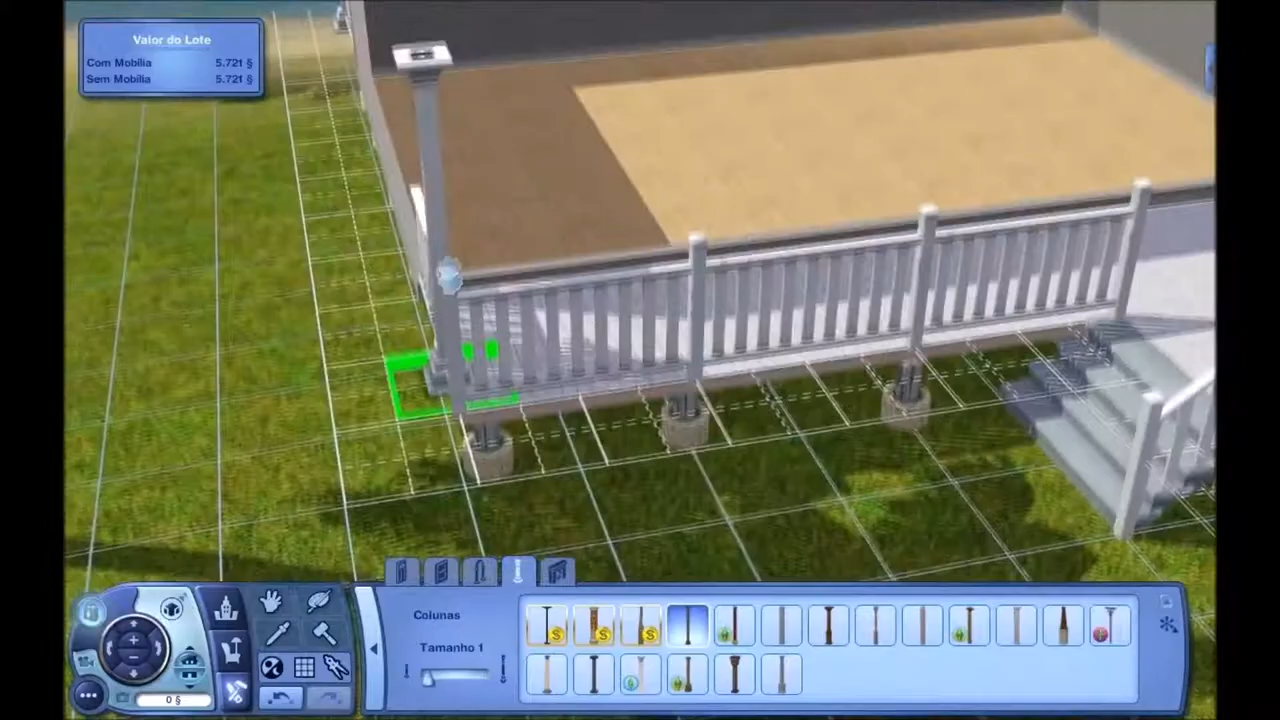 Valor do Lote
Com Mobília 5.721 §
Sem Mobília 5.721 §
Colunas
Tamanho 1
0 §